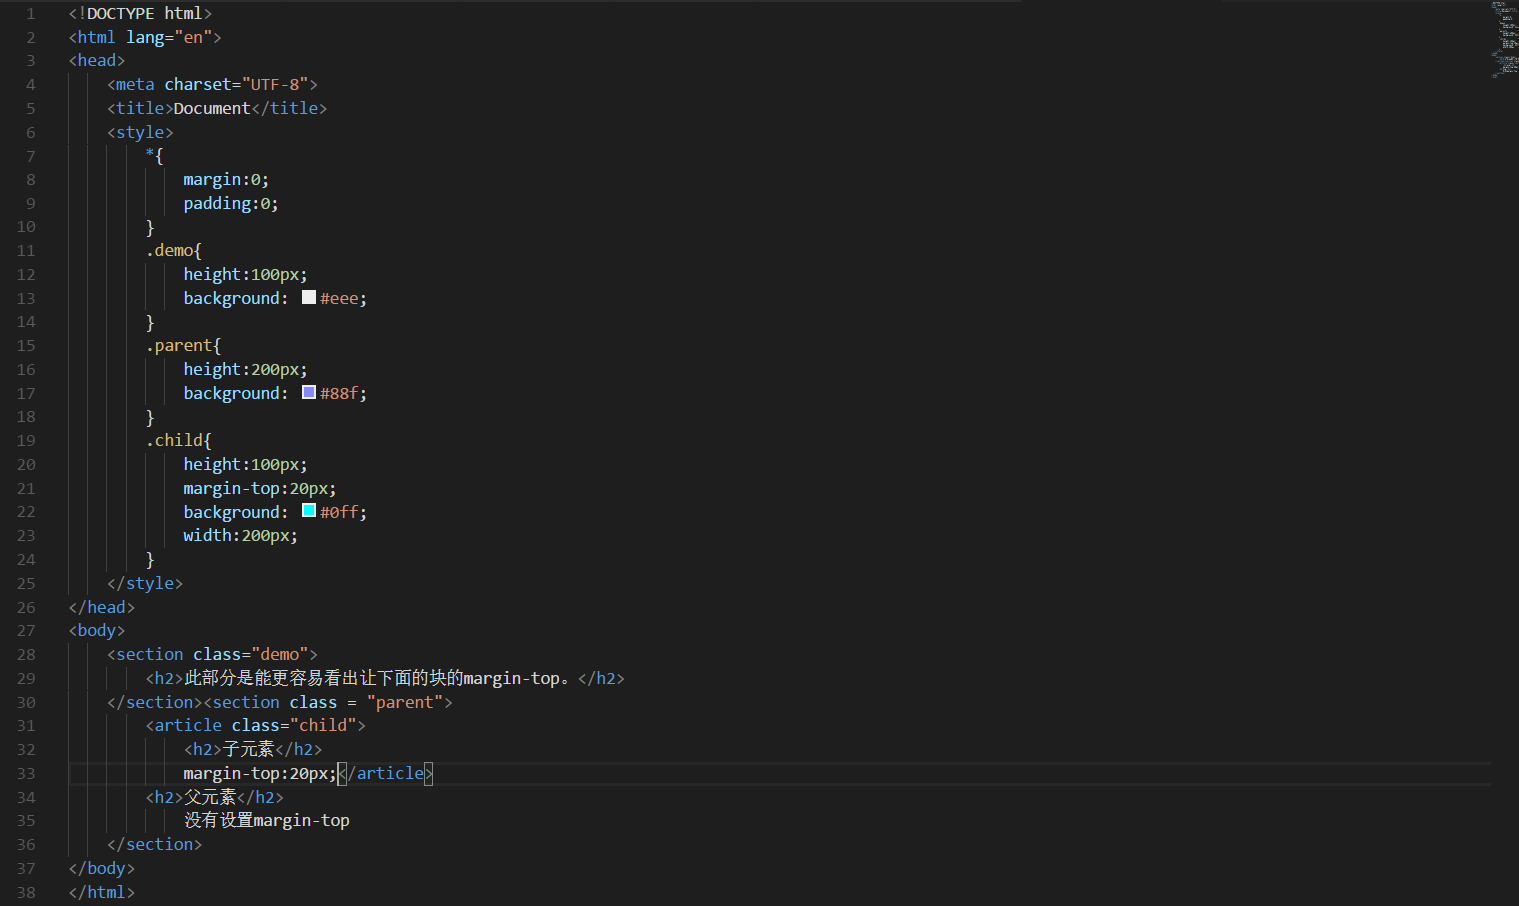 1 <!DOCTYPE html>
2 <html lang="en">
3 <head>
4     <meta charset="UTF-8">
5     <title>Document</title>
6     <style>
7         *{
8             margin:0;
9             padding:0;
10         }
11         .demo{
12             height:100px;
13             background: #eee;
14         }
15         .parent{
16             height:200px;
17             background: #88f;
18         }
19         .child{
20             height:100px;
21             margin-top:20px;
22             background: #0ff;
23             width:200px;
24         }
25     </style>
26 </head>
27 <body>
28     <section class="demo">
29         <h2>此部分是能更容易看出让下面的块的margin-top。</h2>
30     </section><section class = "parent">
31         <article class="child">
32             <h2>子元素</h2>
33             margin-top:20px;</article>
34         <h2>父元素</h2>
35             没有设置margin-top
36     </section>
37 </body>
38 </html>